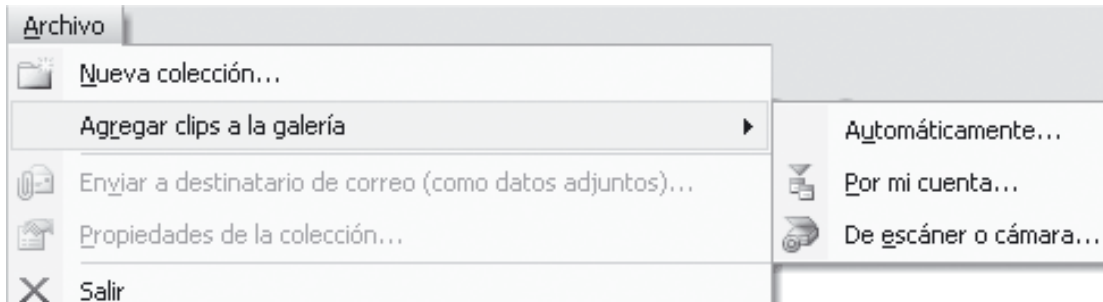 Archivo
Nueva colección...
Agregar clips a la galería
Automáticamente...
Enviar a destinatario de correo (como datos adjuntos)...
Por mi cuenta...
Propiedades de la colección...
De escáner o cámara...
Salir